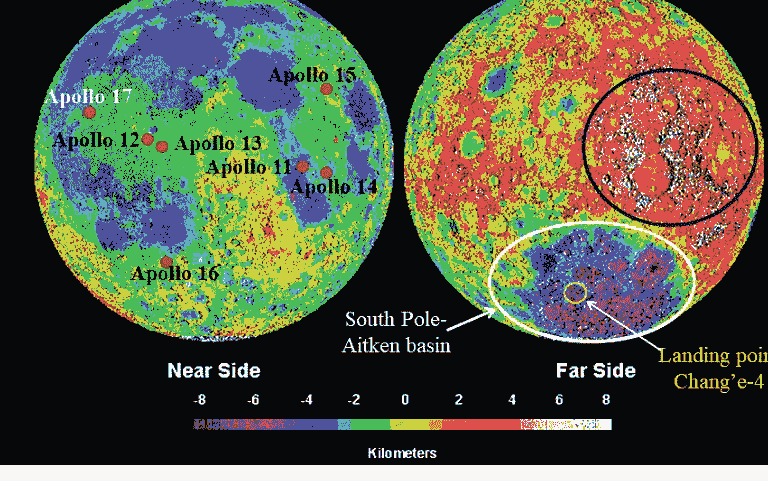 Apollo 15
Apollo 17
Apollo 12
Apollo 13
Apollo 11
Apollo 14
Apollo 16
South Pole-
Aitken basin
Landing poin
Chang’e-4
Near Side
Far Side
-8 -6 -4 -2 0 2 4 6 8
Kilometers